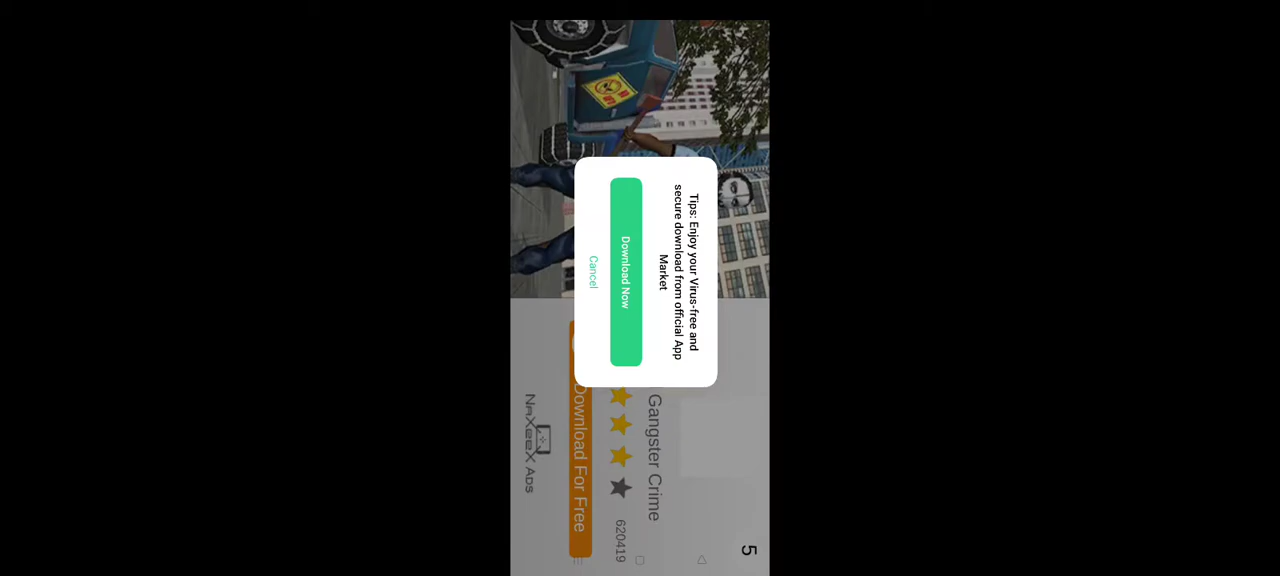 5
Tips: Enjoy your Virus-free and
secure download from official App
Market
Download Now
Cancel
Gangster Crime
620419
Download For Free
NAXEEX ADS